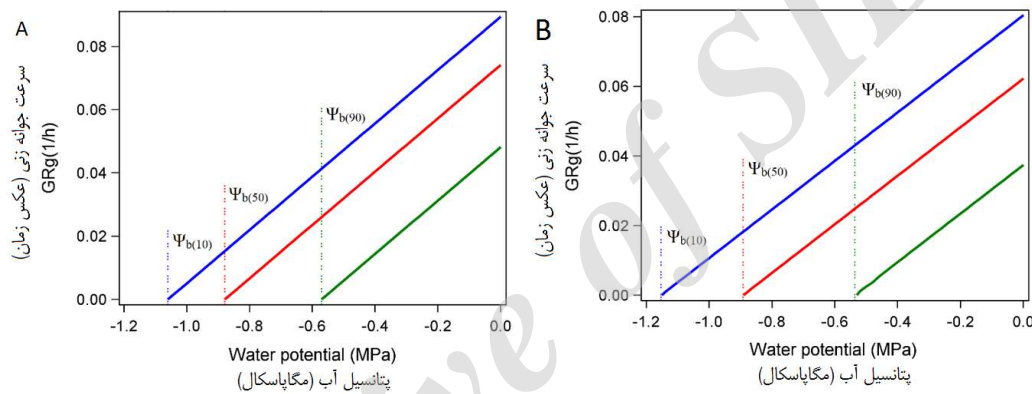 A
0.08
0.06
0.04
0.02
0.00
سرعت جوانه زنی (عکس زمان)
GRg(1/h)
Ψb(10)
Ψb(50)
Ψb(90)
-1.2 -1.0 -0.8 -0.6 -0.4 -0.2 0.0
Water potential (MPa)
پتانسیل آب (مگاپاسکال)
B
0.08
0.06
0.04
0.02
0.00
سرعت جوانه زنی (عکس زمان)
GRg(1/h)
Ψb(10)
Ψb(50)
Ψb(90)
-1.2 -1.0 -0.8 -0.6 -0.4 -0.2 0.0
Water potential (MPa)
پتانسیل آب (مگاپاسکال)
ive of SI